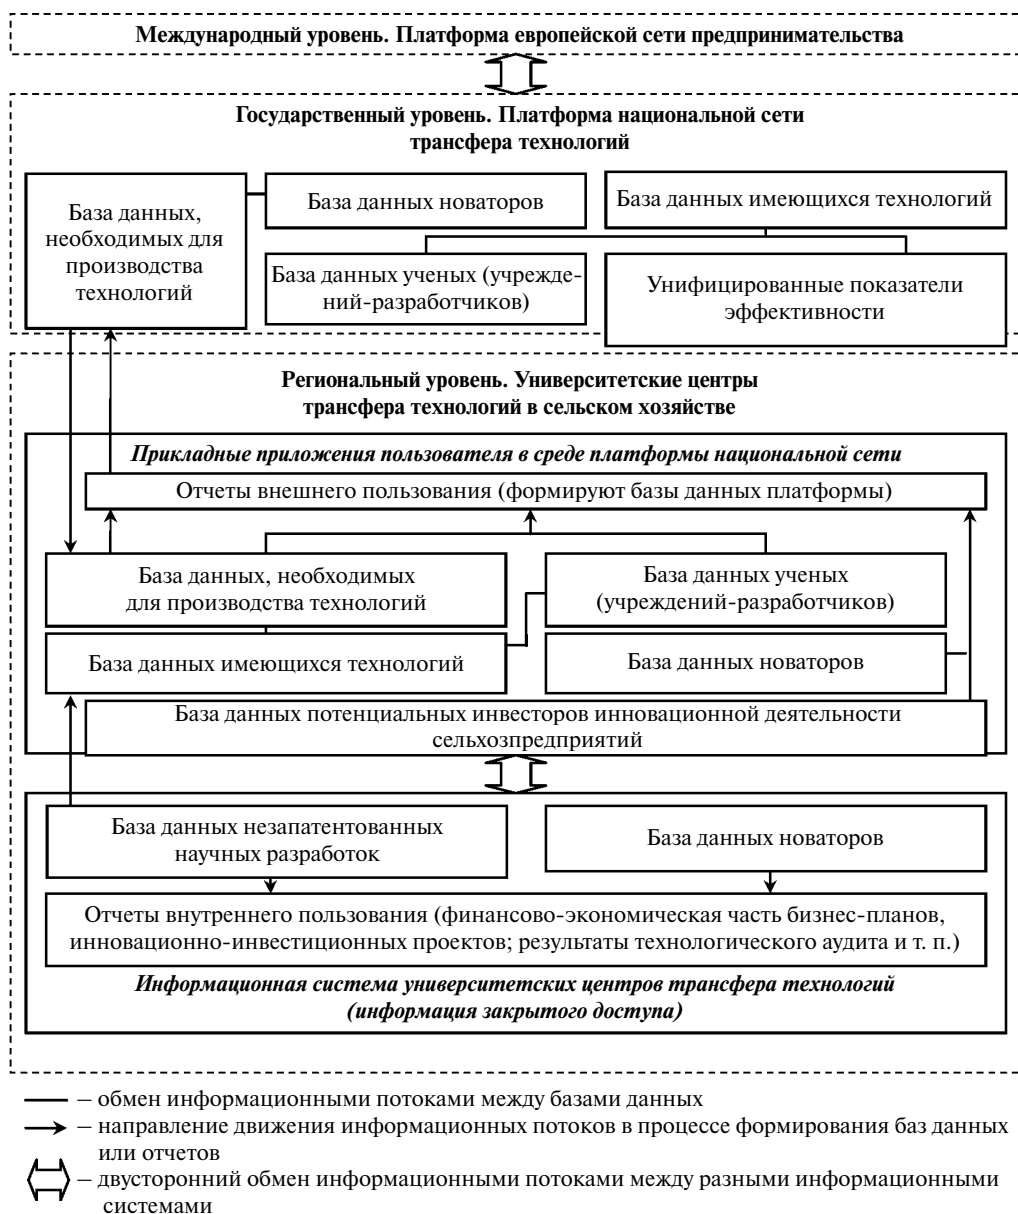 Международный уровень. Платформа европейской сети предпринимательства
Государственный уровень. Платформа национальной сети
трансфера технологий
База данных,
необходимых для
производства
технологий
База данных новаторов
База данных имеющихся технологий
База данных ученых (учрежде-
ний-разработчиков)
Унифицированные показатели
эффективности
Региональный уровень. Университетские центры
трансфера технологий в сельском хозяйстве
Прикладные приложения пользователя в среде платформы национальной сети
Отчеты внешнего пользования (формируют базы данных платформы)
База данных, необходимых
для производства технологий
База данных ученых
(учреждений-разработчиков)
База данных имеющихся технологий
База данных новаторов
База данных потенциальных инвесторов инновационной деятельности
сельхозпредприятий
База данных незапатентованных
научных разработок
База данных новаторов
Отчеты внутреннего пользования (финансово-экономическая часть бизнес-планов,
инновационно-инвестиционных проектов; результаты технологического аудита и т. п.)
Информационная система университетских центров трансфера технологий
(информация закрытого доступа)
– обмен информационными потоками между базами данных
– направление движения информационных потоков в процессе формирования баз данных
или отчетов
– двусторонний обмен информационными потоками между разными информационными
системами